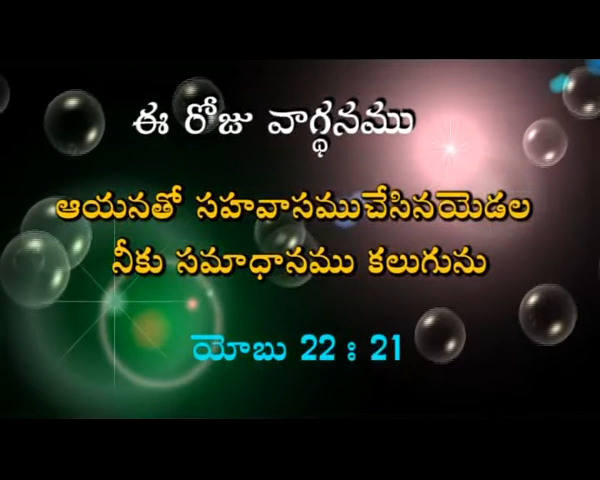 ఈ రోజు వాగ్ధనము
ఆయనతో సహవాసముచేసినయెడల
నీకు సమాధానము కలుగును
యోబు 22 : 21